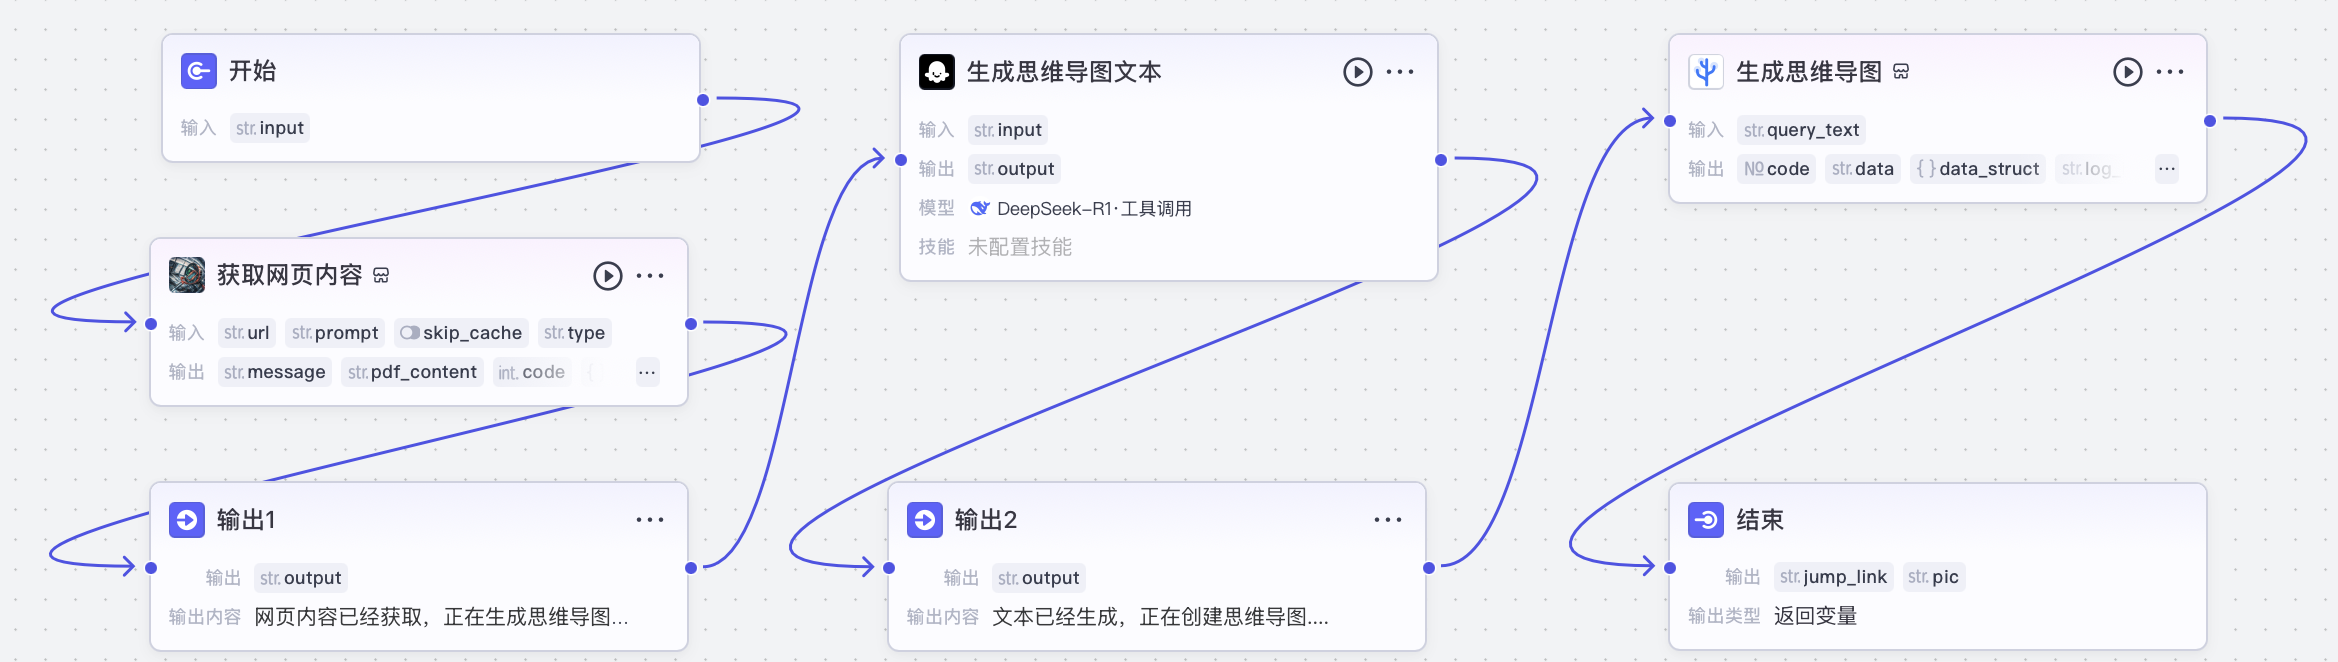 开始
输入 str. input
获取网页内容
输入 str. url str. prompt skip_cache str. type
输出 str. message str. pdf_content int. code { ...
输出1
输出 str. output
输出内容 网页内容已经获取，正在生成思维导图...
生成思维导图文本
输入 str. input
输出 str. output
模型 DeepSeek-R1·工具调用
技能 未配置技能
输出2
输出 str. output
输出内容 文本已经生成，正在创建思维导图....
生成思维导图
输入 str. query_text
输出 № code str. data { } data_struct str. log_ ...
结束
输出 str. jump_link str. pic
输出类型 返回变量